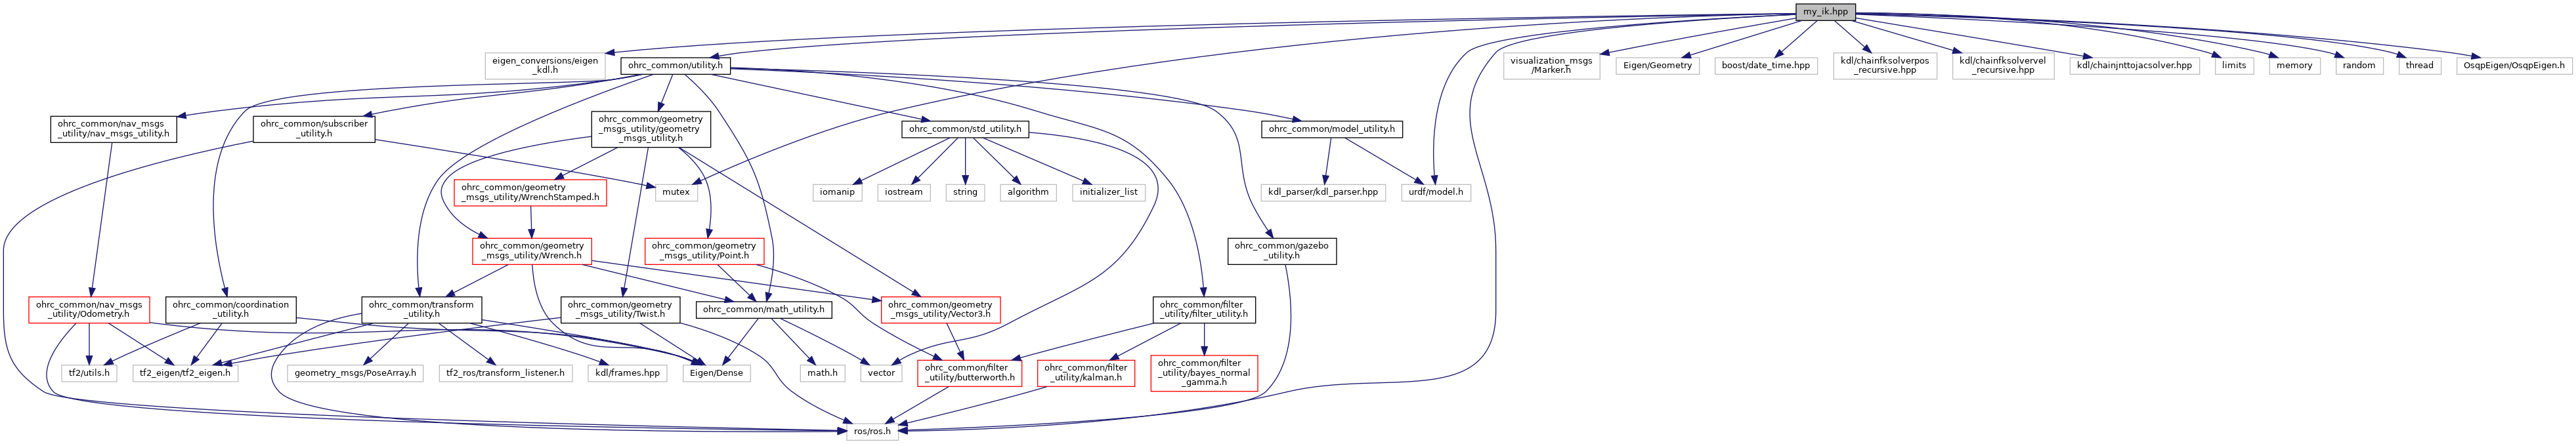 my_ik.hpp
eigen_conversions/eigen
_kdl.h
ohrc_common/utility.h
visualization_msgs
/Marker.h
Eigen/Geometry
boost/date_time.hpp
kdl/chainfksolverpos
_recursive.hpp
kdl/chainfksolvervel
_recursive.hpp
kdl/chainjnttojacsolver.hpp
limits
memory
random
thread
OsqpEigen/OsqpEigen.h
ohrc_common/nav_msgs
_utility/nav_msgs_utility.h
ohrc_common/subscriber
_utility.h
ohrc_common/geometry
_msgs_utility/geometry
_msgs_utility.h
ohrc_common/std_utility.h
ohrc_common/model_utility.h
ohrc_common/geometry
_msgs_utility/WrenchStamped.h
mutex
iomanip
iostream
string
algorithm
initializer_list
kdl_parser/kdl_parser.hpp
urdf/model.h
ohrc_common/geometry
_msgs_utility/Wrench.h
ohrc_common/geometry
_msgs_utility/Point.h
ohrc_common/gazebo
_utility.h
ohrc_common/nav_msgs
_utility/Odometry.h
ohrc_common/coordination
_utility.h
ohrc_common/transform
_utility.h
ohrc_common/geometry
_msgs_utility/Twist.h
ohrc_common/math_utility.h
ohrc_common/geometry
_msgs_utility/Vector3.h
ohrc_common/filter
_utility/filter_utility.h
tf2/utils.h
tf2_eigen/tf2_eigen.h
geometry_msgs/PoseArray.h
tf2_ros/transform_listener.h
kdl/frames.hpp
Eigen/Dense
math.h
vector
ohrc_common/filter
_utility/butterworth.h
ohrc_common/filter
_utility/kalman.h
ohrc_common/filter
_utility/bayes_normal
_gamma.h
ros/ros.h